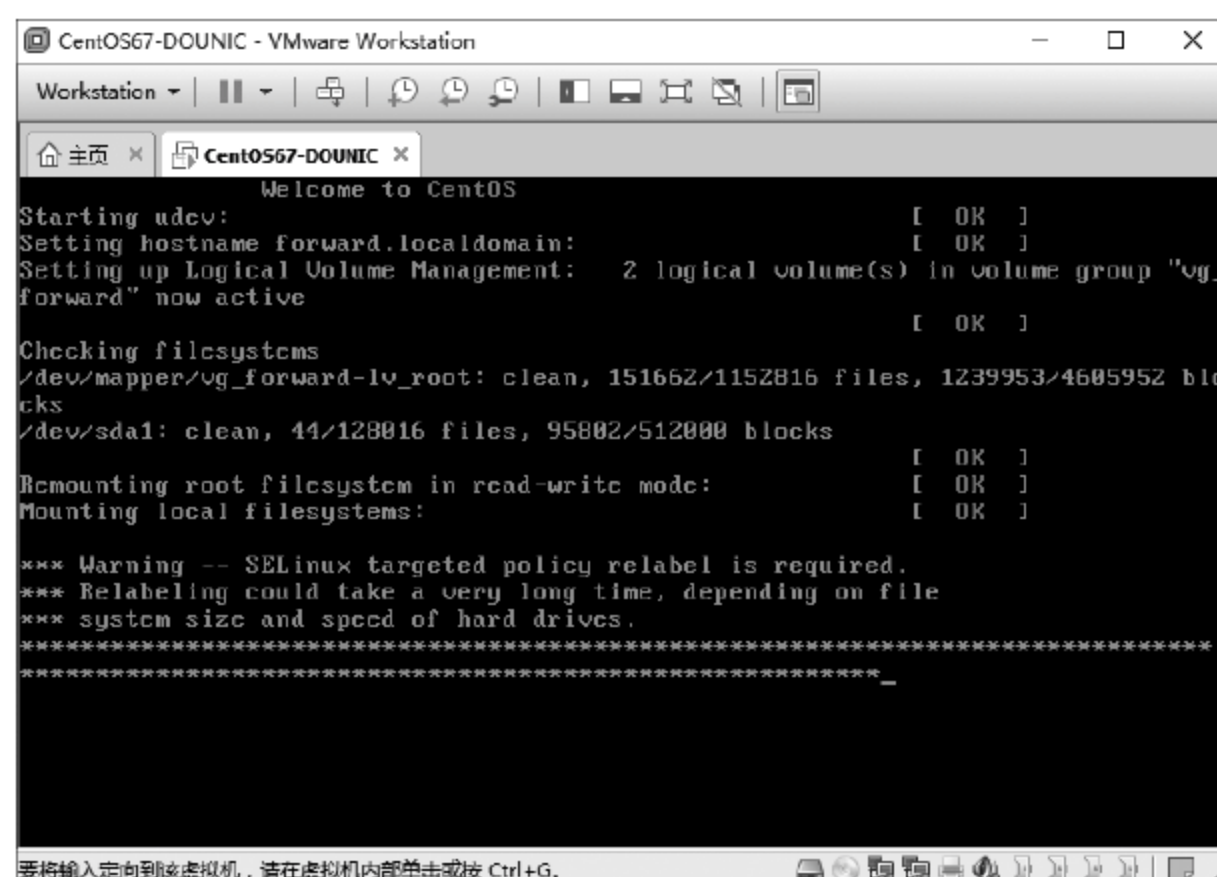 CentOS67-DOUNIC - VMware Workstation
Workstation
主页
CentOS67-DOUNIC
Welcome to CentOS
Starting udev: [ OK ]
Setting hostname forward.localdomain: [ OK ]
Setting up Logical Volume Management: 2 logical volume(s) in volume group "vg_
forward" now active
[ OK ]
Checking filesystems
/dev/mapper/vg_forward-lv_root: clean, 151662/1152816 files, 1239953/4605952 blo
cks
/dev/sda1: clean, 44/128016 files, 95802/512000 blocks
[ OK ]
Remounting root filesystem in read-write mode: [ OK ]
Mounting local filesystems: [ OK ]
*** Warning -- SELinux targeted policy relabel is required.
*** Relabeling could take a very long time, depending on file
*** system size and speed of hard drives.
*******************************************************************************
*********************************************************_
要将输入定向到该虚拟机，请在虚拟机内部单击或按 Ctrl+G。